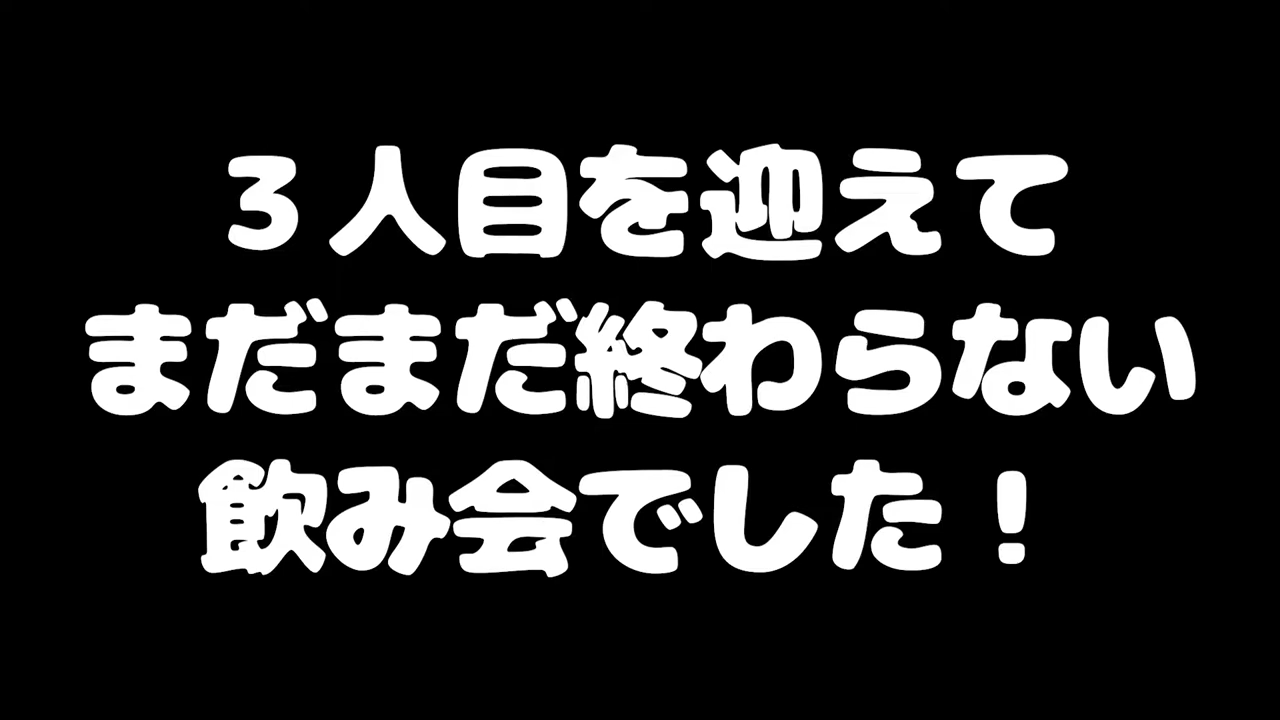 ３人目を迎えて
まだまだ終わらない
飲み会でした！